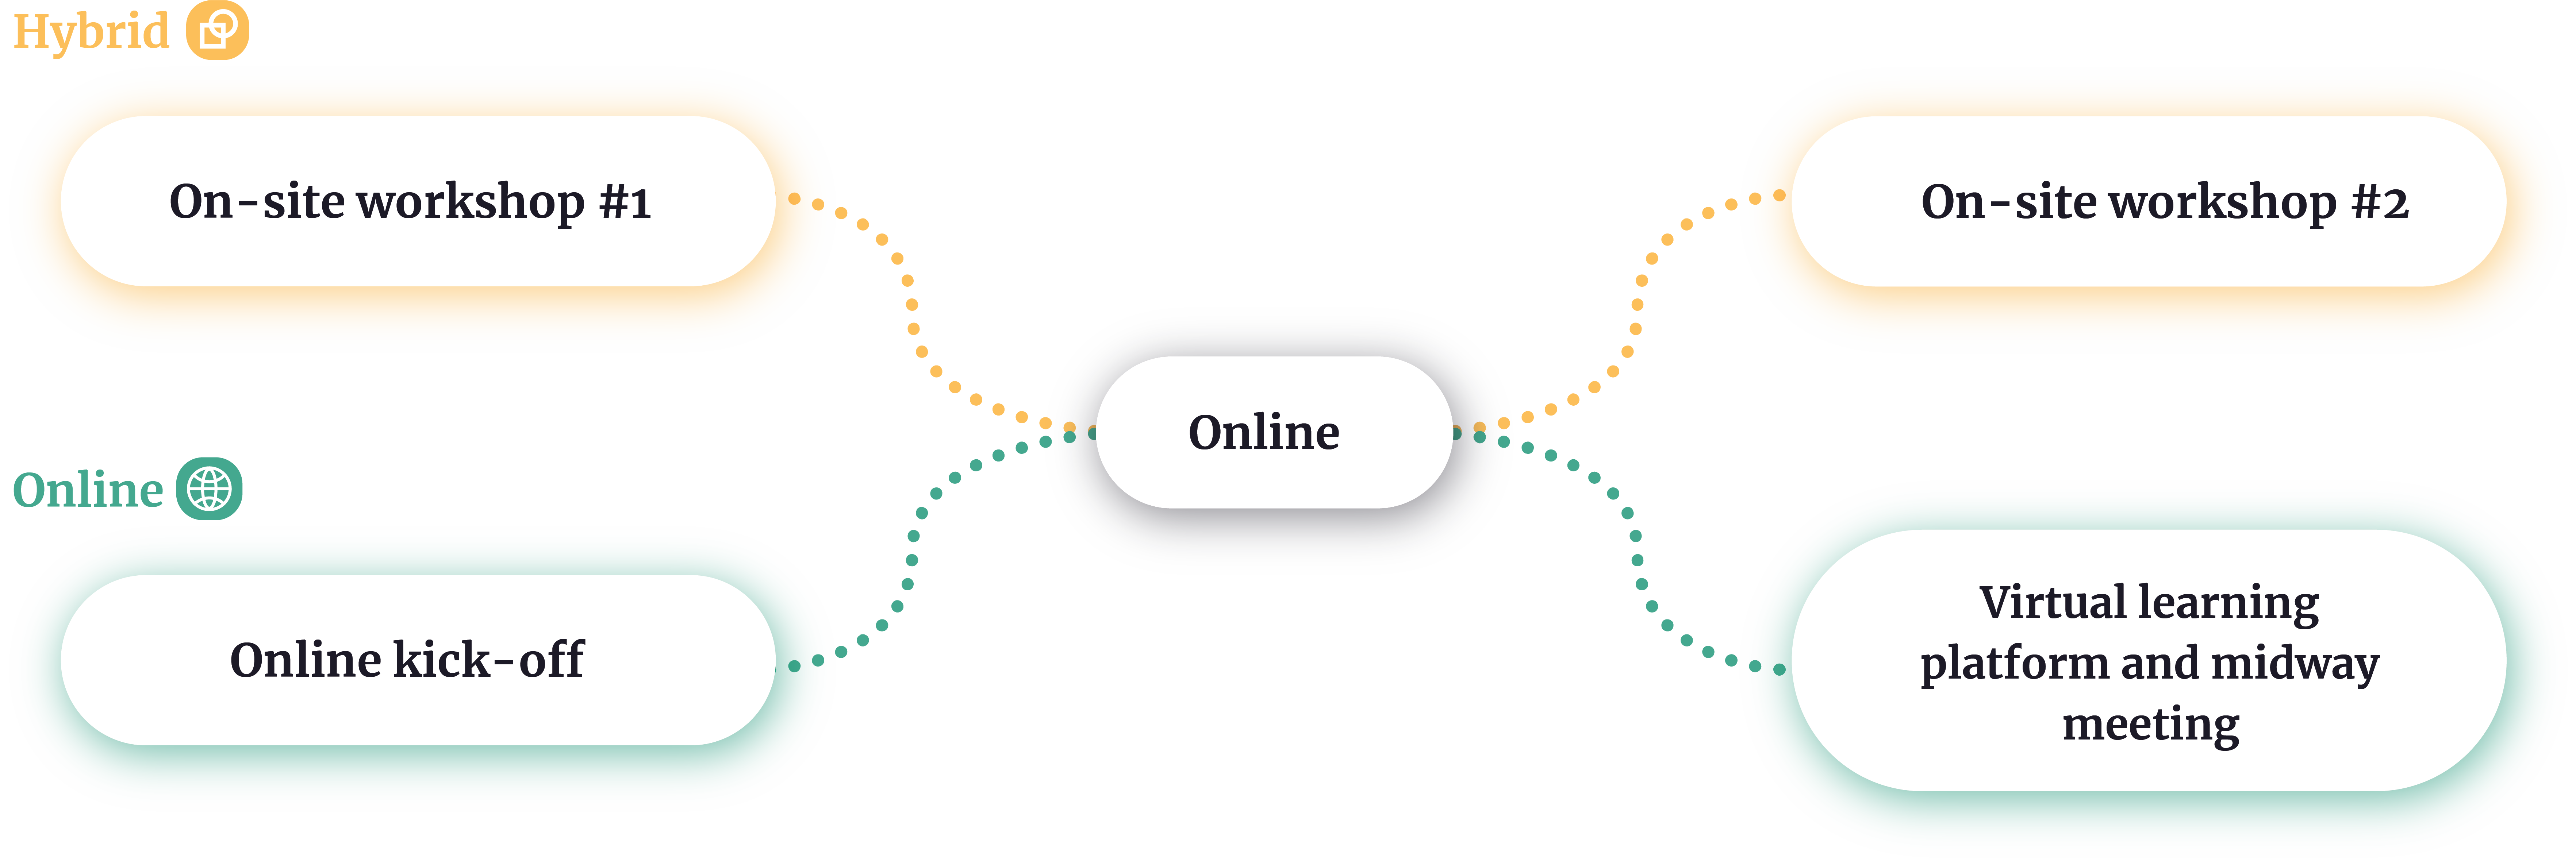 Hybrid
On-site workshop #1
On-site workshop #2
Online
Online
Online kick-off
Virtual learning
platform and midway
meeting